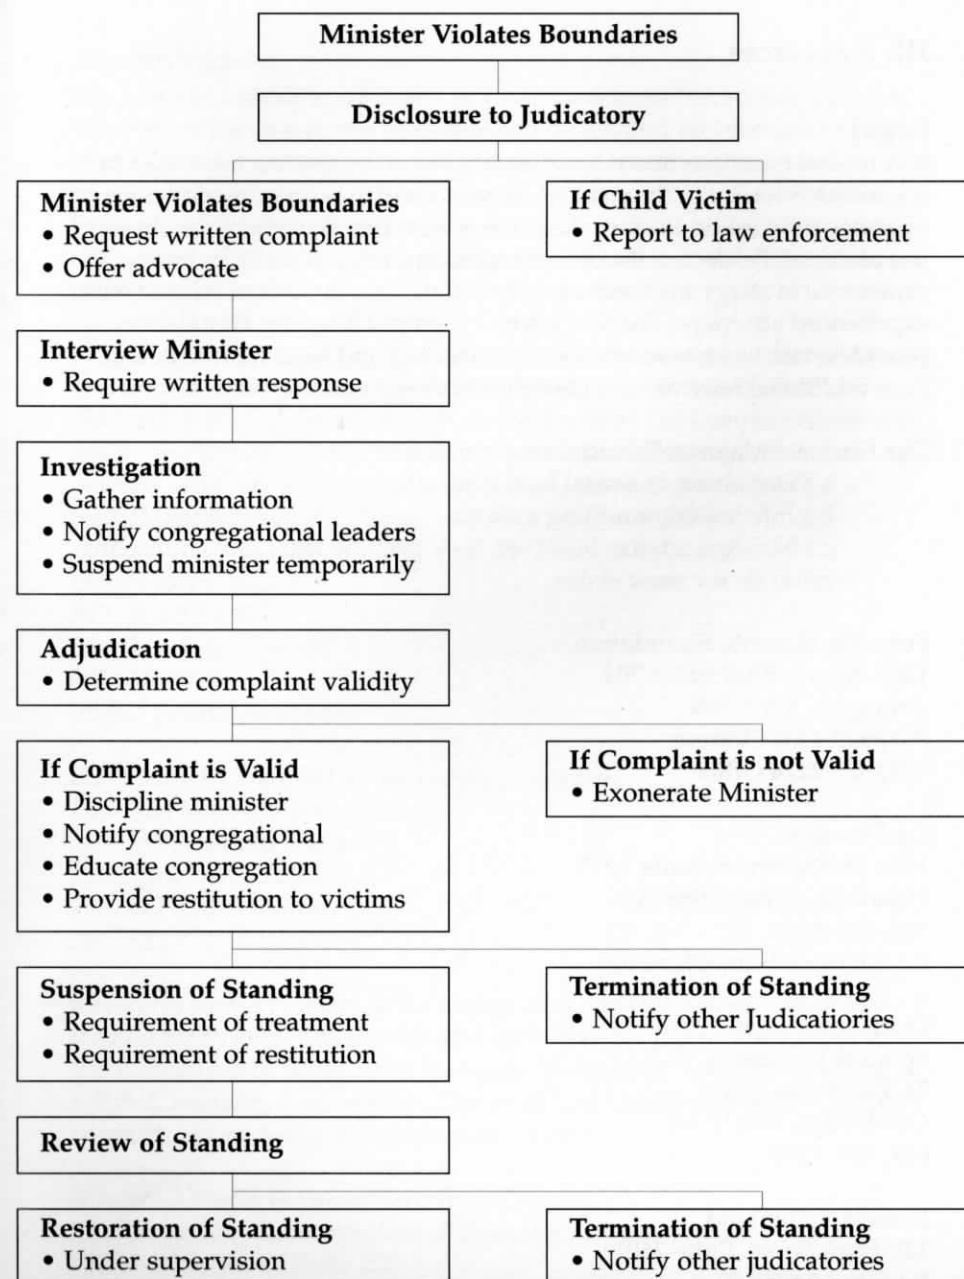 Minister Violates Boundaries
Disclosure to Judicatory
Minister Violates Boundaries
• Request written complaint
• Offer advocate
If Child Victim
• Report to law enforcement
Interview Minister
• Require written response
Investigation
• Gather information
• Notify congregational leaders
• Suspend minister temporarily
Adjudication
• Determine complaint validity
If Complaint is Valid
• Discipline minister
• Notify congregational
• Educate congregation
• Provide restitution to victims
If Complaint is not Valid
• Exonerate Minister
Suspension of Standing
• Requirement of treatment
• Requirement of restitution
Termination of Standing
• Notify other Judicatiories
Review of Standing
Restoration of Standing
• Under supervision
Termination of Standing
• Notify other judicatories